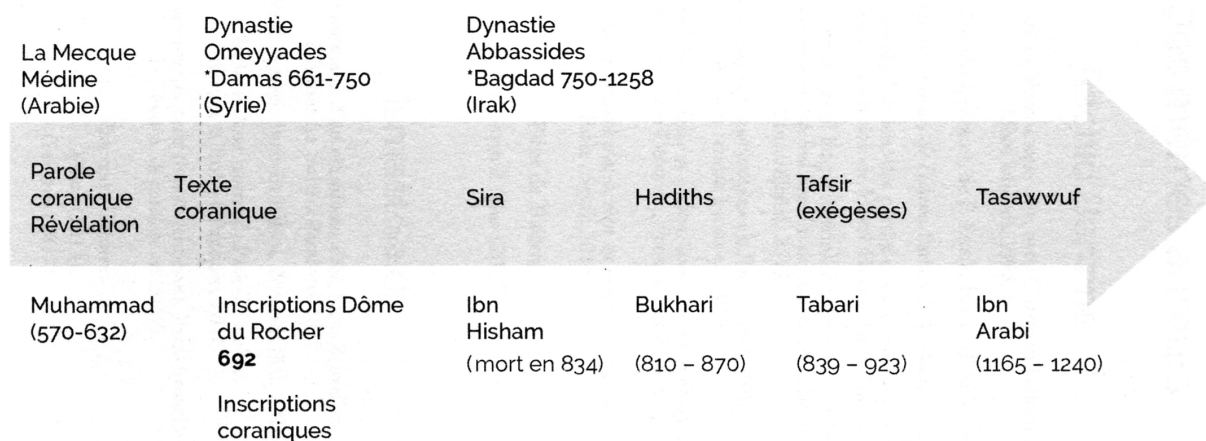 La Mecque
Médine
(Arabie)
Dynastie
Omeyyades
*Damas 661-750
(Syrie)
Dynastie
Abbassides
*Bagdad 750-1258
(Irak)
Parole
coranique
Révélation
Texte
coranique
Sira
Hadiths
Tafsir
(exégèses)
Tasawwuf
Muhammad
(570-632)
Inscriptions Dôme
du Rocher
692
Inscriptions
coraniques
Ibn
Hisham
(mort en 834)
Bukhari
(810 – 870)
Tabari
(839 – 923)
Ibn
Arabi
(1165 – 1240)